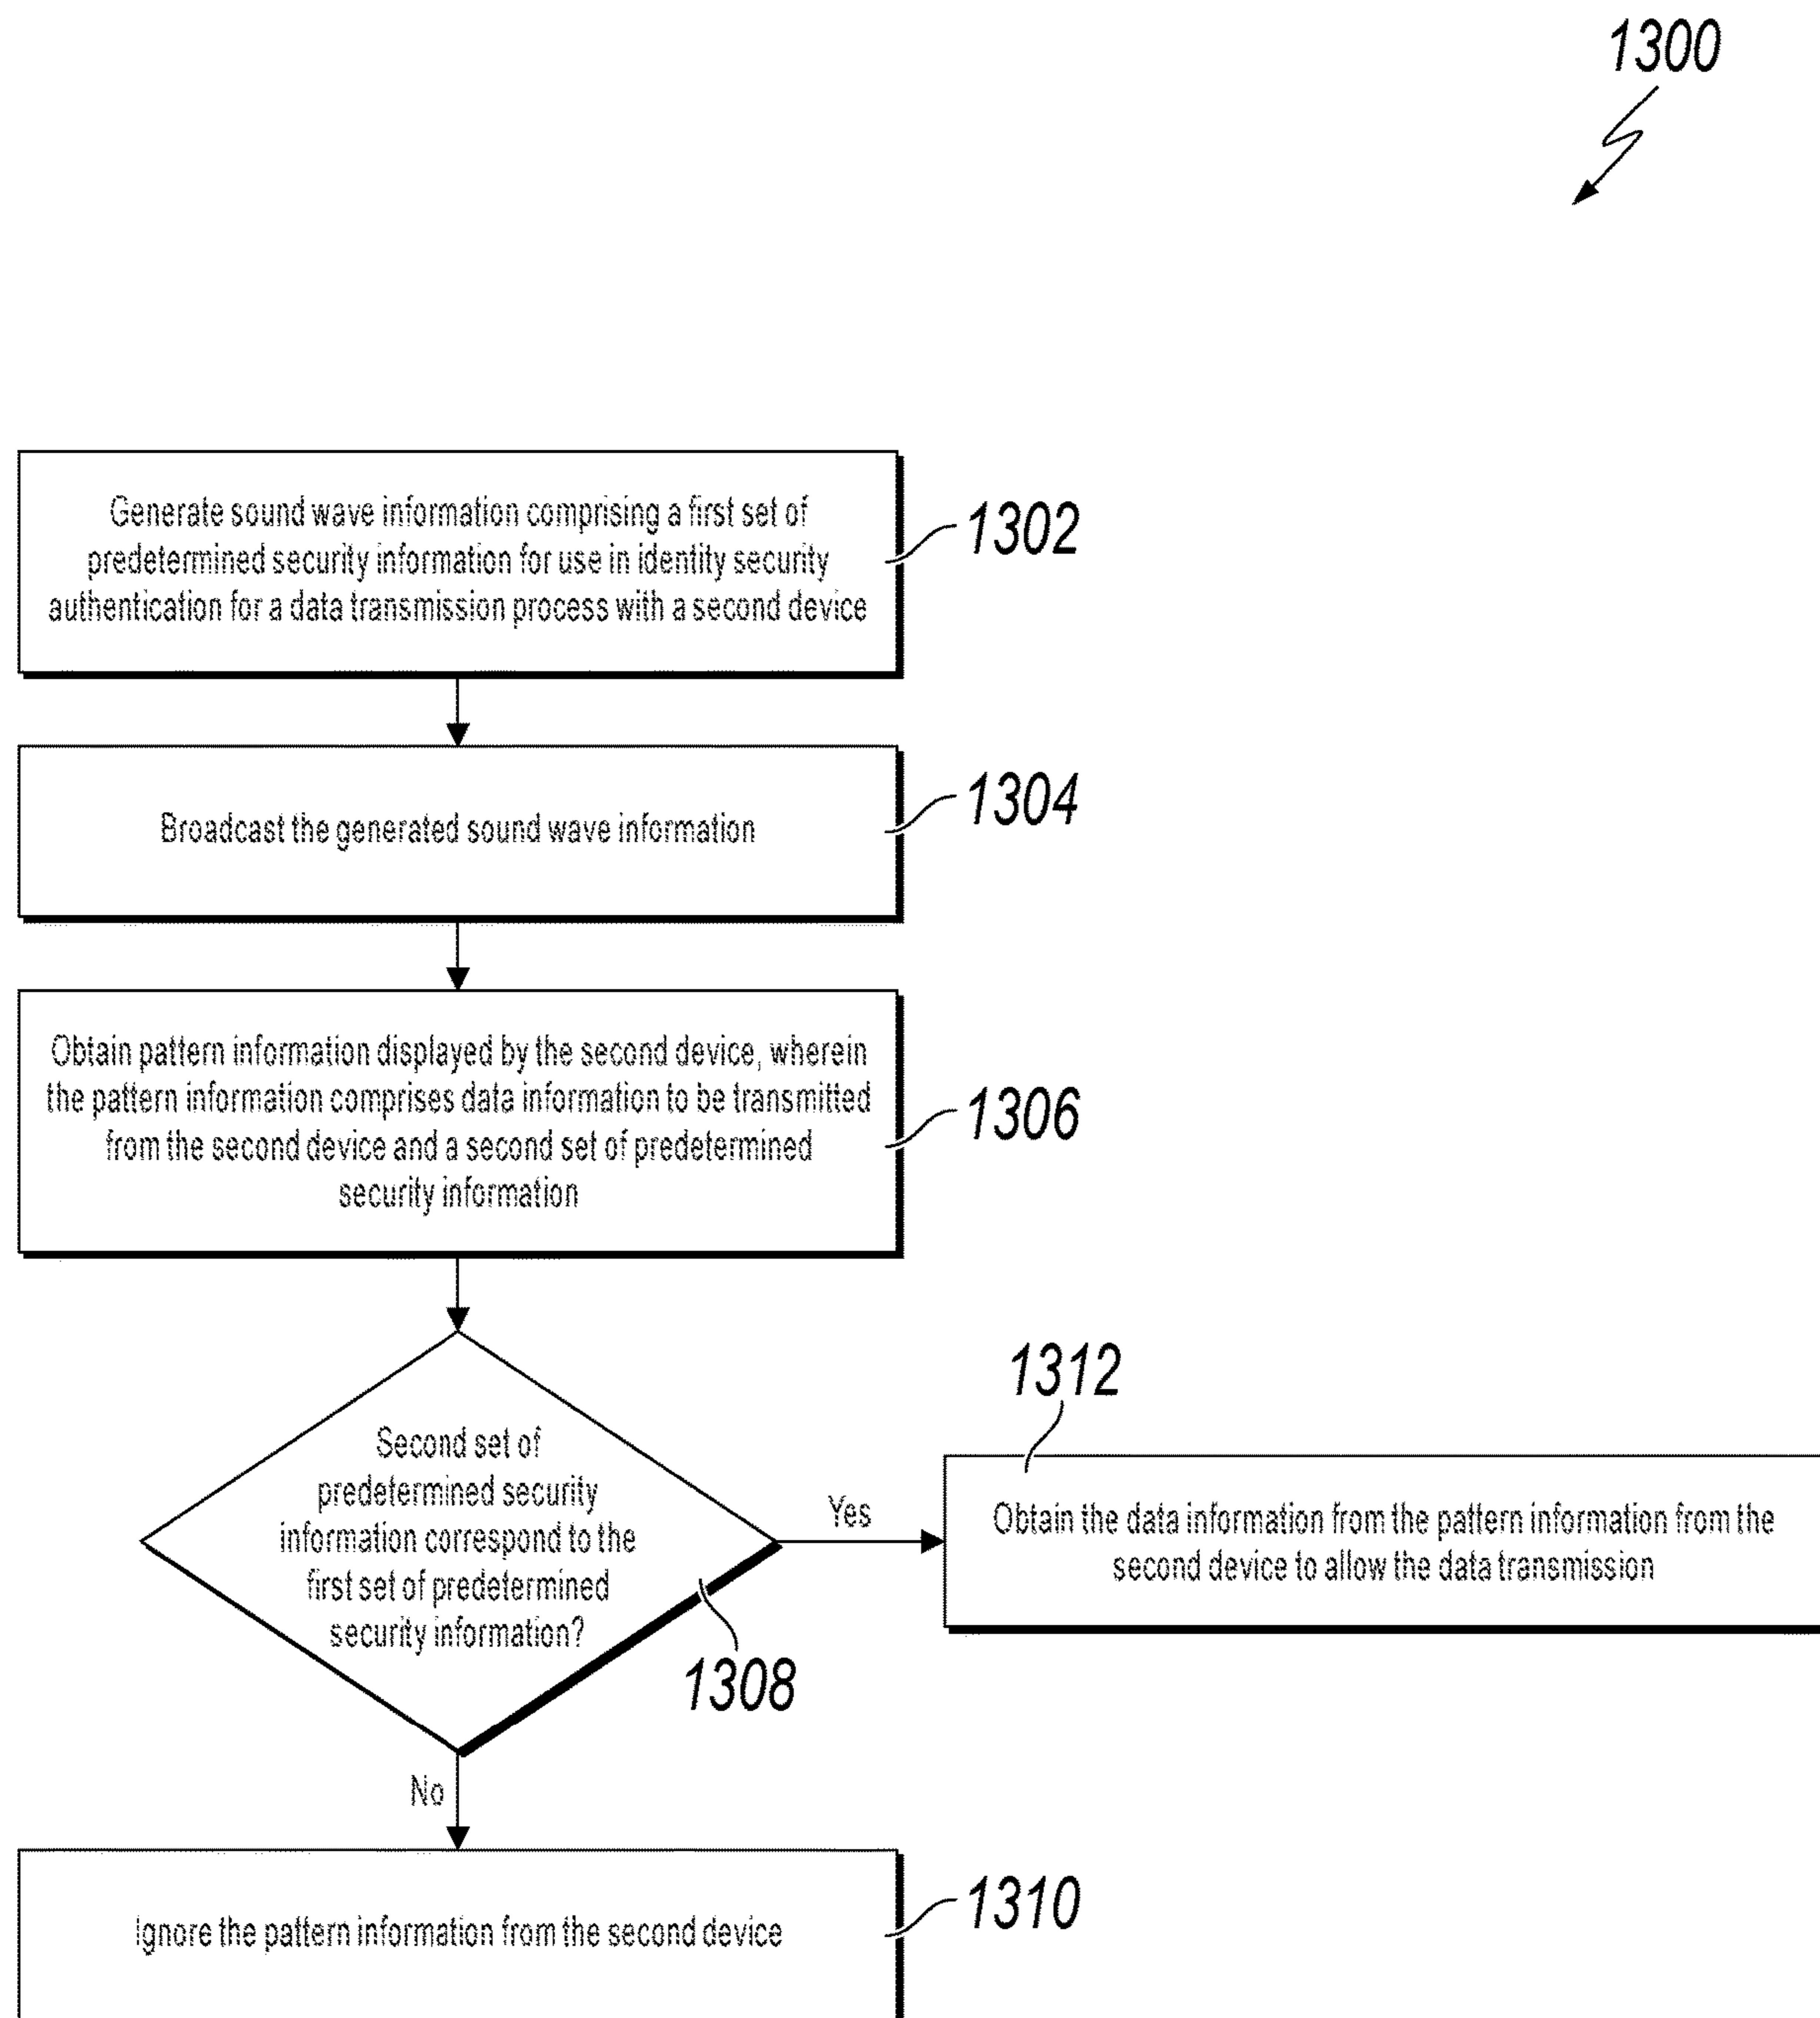 1300
Generate sound wave information comprising a first set of
predetermined security information for use in identity security
authentication for a data transmission process with a second device
1302
Broadcast the generated sound wave information
1304
Obtain pattern information displayed by the second device, wherein
the pattern information comprises data information to be transmitted
from the second device and a second set of predetermined
security information
1306
Second set of
predetermined security
information correspond to the
first set of predetermined
security information?
1308
Yes
1312
Obtain the data information from the pattern information from the
second device to allow the data transmission
No
Ignore the pattern information from the second device
1310